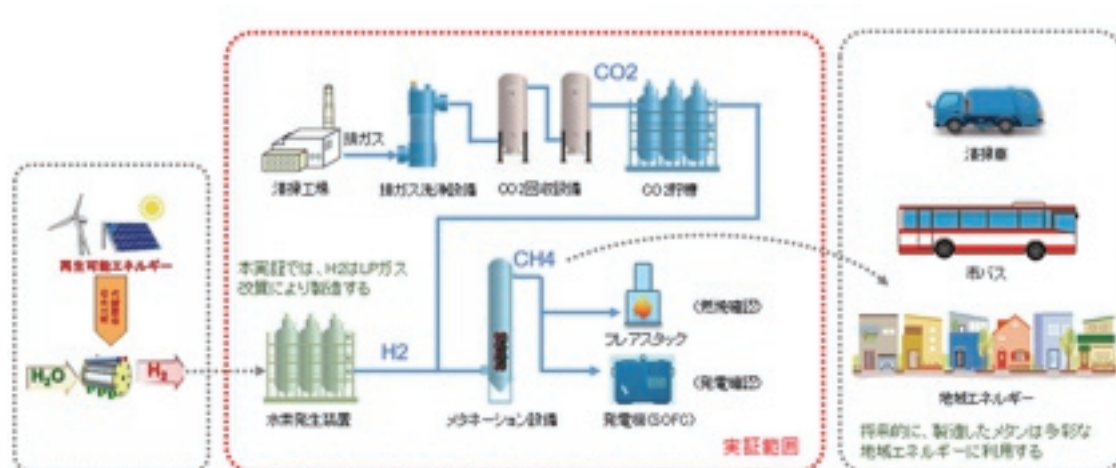 再生可能エネルギー
H₂O
H₂
排ガス
清掃工場
排ガス洗浄設備
CO2回収設備
CO2
CO2貯槽
本実証では、H2はLPガス
改質により製造する
水素発生装置
H2
メタネーション設備
CH4
フレアスタック
(燃焼確認)
発電機(SOFC)
(発電確認)
実証範囲
清掃車
市バス
地域エネルギー
将来的に、製造したメタンは多彩な
地域エネルギーに利用する